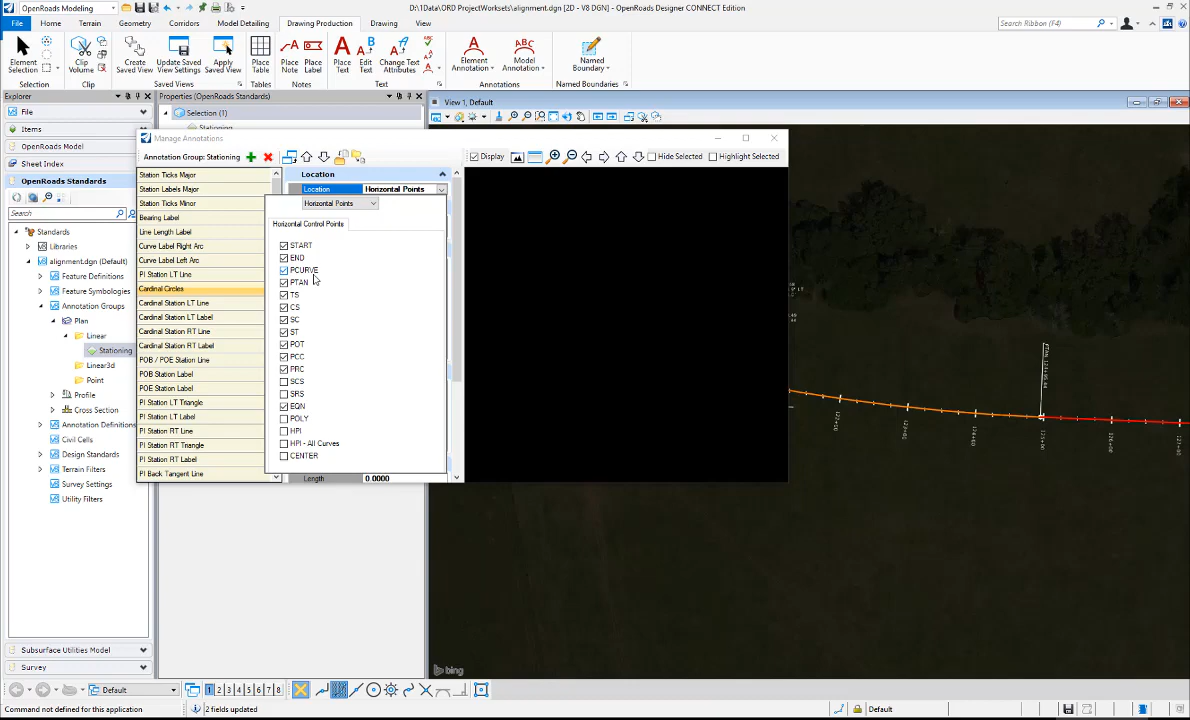 OpenRoads Modeling
D:\1Data\ORD ProjectWorksets\alignment.dgn [2D - V8 DGN] - OpenRoads Designer CONNECT Edition
File Home Terrain Geometry Corridors Model Detailing Drawing Production Drawing View
Search Ribbon (F4)
Element
Selection
Selection
Clip
Volume
Clip
Create
Saved View
Update Saved
View Settings
Apply
Saved View
Saved Views
Place
Table
Tables
Place
Note
Place
Label
Notes
Place
Text
Edit
Text
Change Text
Attributes
Text
Element
Annotation
Model
Annotation
Annotations
Named
Boundary
Named Boundaries
Explorer
File
Items
OpenRoads Model
Sheet Index
OpenRoads Standards
Search
Standards
Libraries
alignment.dgn (Default)
Feature Definitions
Feature Symbologies
Annotation Groups
Plan
Linear
Stationing
Linear3d
Point
Profile
Cross Section
Annotation Definitions
Civil Cells
Design Standards
Terrain Filters
Survey Settings
Utility Filters
Subsurface Utilities Model
Survey
Properties (OpenRoads Standards)
Selection (1)
Stationing
View 1, Default
Manage Annotations
Annotation Group: Stationing
Display
Hide Selected
Highlight Selected
Station Ticks Major
Station Labels Major
Station Ticks Minor
Bearing Label
Line Length Label
Curve Label Right Arc
Curve Label Left Arc
PI Station LT Line
Cardinal Circles
Cardinal Station LT Line
Cardinal Station LT Label
Cardinal Station RT Line
Cardinal Station RT Label
POB / POE Station Line
POB Station Label
POE Station Label
PI Station LT Triangle
PI Station LT Label
PI Station RT Line
PI Station RT Triangle
PI Station RT Label
PI Back Tangent Line
Location
Location Horizontal Points
Horizontal Points
Horizontal Control Points
START
END
PCURVE
PTAN
TS
CS
SC
ST
POT
PCC
PRC
SCS
SRS
EQN
POLY
HPI
HPI - All Curves
CENTER
Length 0.0000
bing
Default
1 2 3 4 5 6 7 8
Command not defined for this application
2 fields updated
Default